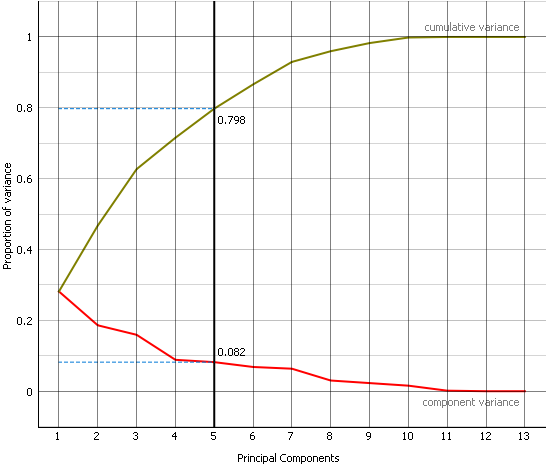 cumulative variance
1
0.8
0.798
Proportion of variance
0.6
0.4
0.2
0.082
0
component variance
1 2 3 4 5 6 7 8 9 10 11 12 13
Principal Components